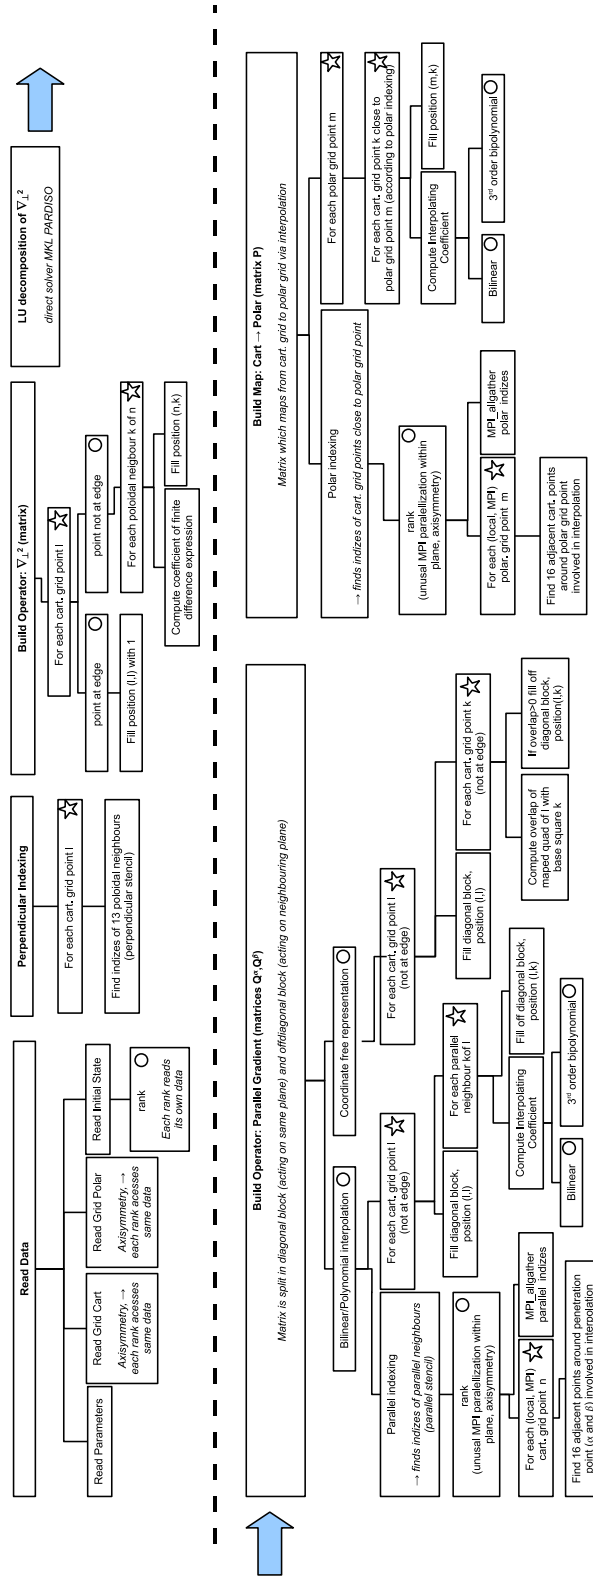 Read Data
Read Parameters
Read Grid Cart
Axisymmetry, →
each rank acesses
same data
Read Grid Polar
Axisymmetry, →
each rank acesses
same data
Read Initial State
rank
Each rank reads
its own data
Perpendicular Indexing
For each cart. grid point l
Find indizes of 13 poloidal neighbours
(perpendicular stencil)
Build Operator: ∇⊥² (matrix)
For each cart. grid point l
point at edge
Fill position (l,l) with 1
point not at edge
For each poloidal neigbour k of n
Compute coefficient of finite
difference expression
Fill position (n,k)
LU decomposition of ∇⊥²
direct solver MKL PARDISO
Build Operator: Parallel Gradient (matrices Qᵅ,Qᵝ)
Matrix is split in diagonal block (acting on same plane) and offdiagonal block (acting on neighbouring plane)
Bilinear/Polynomial interpolation
Parallel indexing
→ finds indizes of parallel neighbours
(parallel stencil)
rank
(unusual MPI paralellization within
plane, axisymmetry)
For each (local, MPI)
cart. grid point n
Find 16 adjacent points around penetration
point (α and β) involved in interpolation
MPI_allgather
parallel indizes
For each cart. grid point l
(not at edge)
Fill diagonal block,
position (l,l)
For each parallel
neighbour kof l
Compute Interpolating
Coefficient
Bilinear
3rd order bipolynomial
Fill off diagonal block,
position (l,k)
Coordinate free representation
For each cart. grid point l
(not at edge)
Fill diagonal block,
position (l,l)
For each cart. grid point k
(not at edge)
Compute overlap of
maped quad of l with
base square k
If overlap>0 fill off
diagonal block,
position(l,k)
Build Map: Cart → Polar (matrix P)
Matrix which maps from cart. grid to polar grid via interpolation
Polar indexing
→ finds indizes of cart. grid points close to polar grid point
rank
(unusual MPI paralellization within
plane, axisymmetry)
For each (local, MPI)
polar. grid point m
Find 16 adjacent cart. points
around polar grid point
involved in interpolation
MPI_allgather
polar indizes
For each polar grid point m
For each cart. grid point k close to
polar grid point m (according to polar indexing)
Compute Interpolating
Coefficient
Bilinear
3rd order bipolynomial
Fill position (m,k)